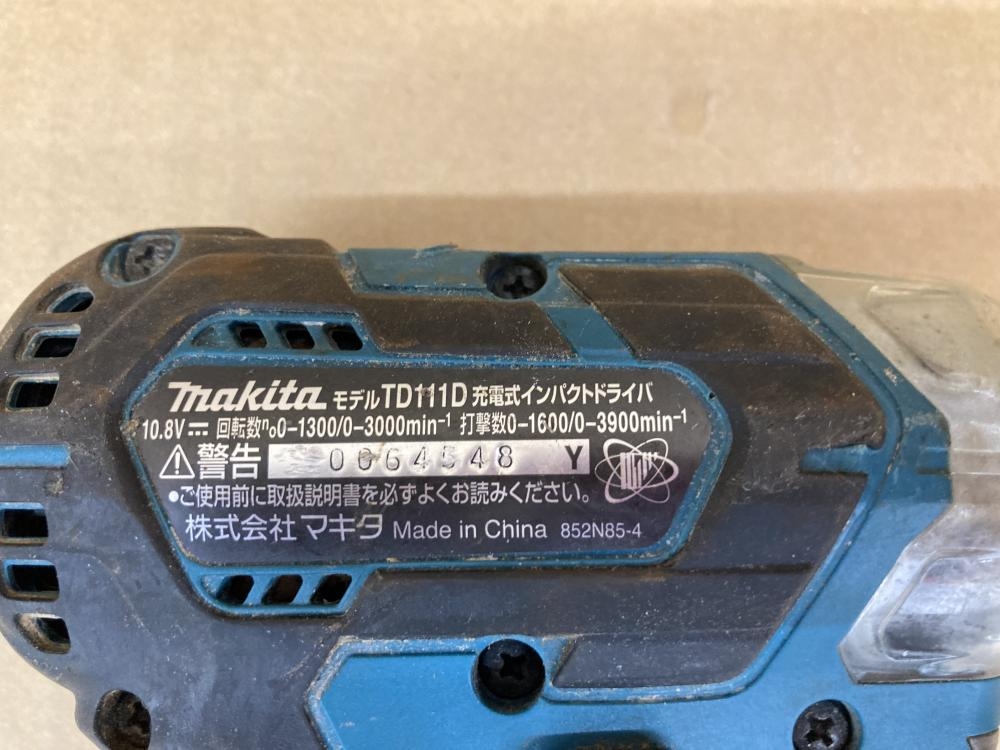 makita モデルTD111D 充電式インパクトドライバ
10.8V⎓ 回転数n₀0-1300/0-3000min⁻¹ 打撃数0-1600/0-3900min⁻¹
⚠警告 0064548 Y
●ご使用前に取扱説明書を必ずよくお読みください。
株式会社 マキタ Made in China 852N85-4